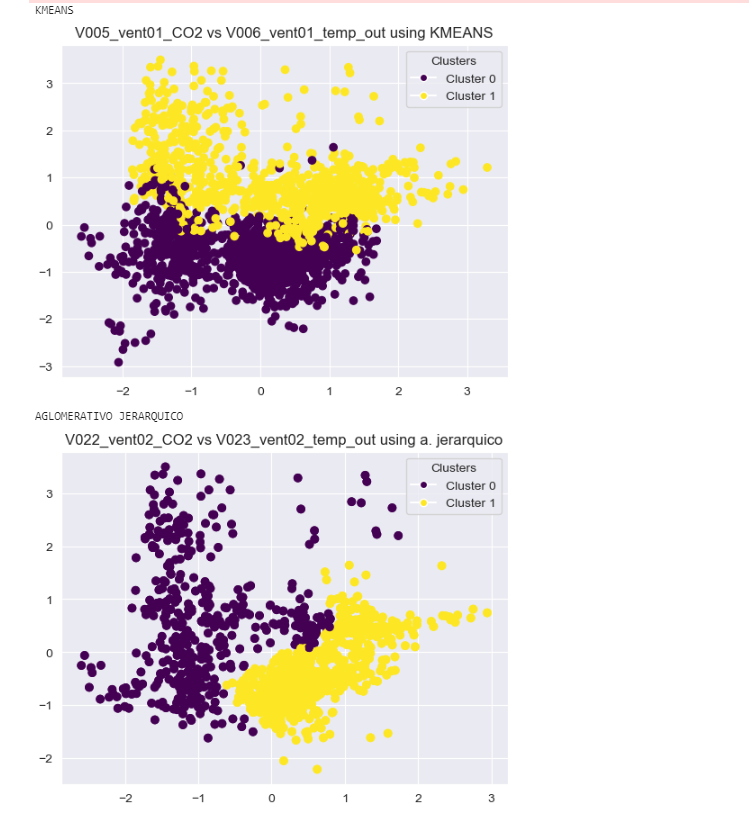 KMEANS
V005_vent01_CO2 vs V006_vent01_temp_out using KMEANS
Clusters
Cluster 0
Cluster 1
3
2
1
0
−1
−2
−3
−2 −1 0 1 2 3
AGLOMERATIVO JERARQUICO
V022_vent02_CO2 vs V023_vent02_temp_out using a. jerarquico
Clusters
Cluster 0
Cluster 1
3
2
1
0
−1
−2
−2 −1 0 1 2 3